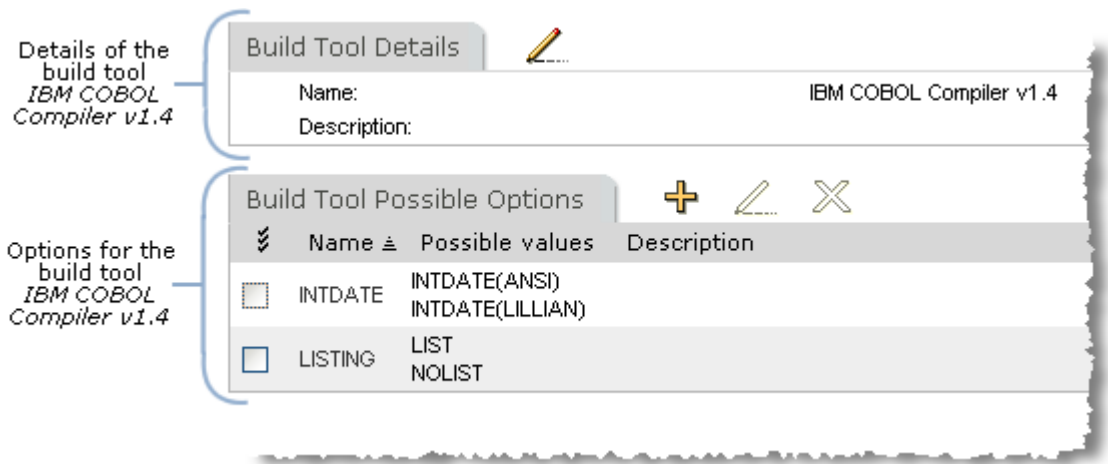 Details of the
build tool
IBM COBOL
Compiler v1.4
Build Tool Details
Name: IBM COBOL Compiler v1.4
Description:
Options for the
build tool
IBM COBOL
Compiler v1.4
Build Tool Possible Options
Name Possible values Description
INTDATE
INTDATE(ANSI)
INTDATE(LILLIAN)
LISTING
LIST
NOLIST